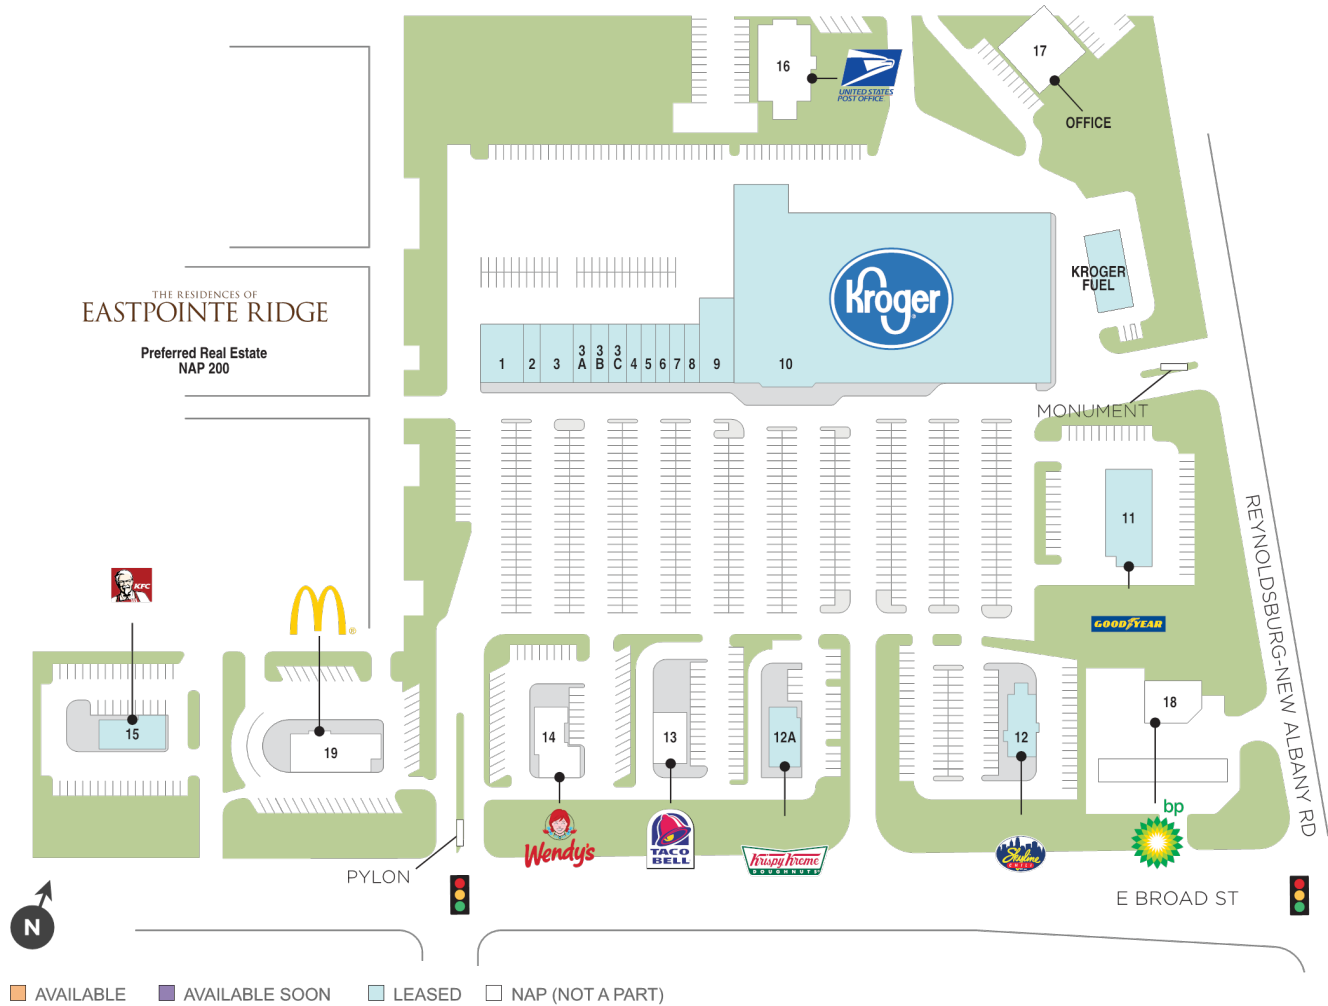 16
UNITED STATES
POST OFFICE
17
OFFICE
THE RESIDENCES OF
EASTPOINTE RIDGE
Preferred Real Estate
NAP 200
Kroger
KROGER
FUEL
1
2
3
3
A
3
B
3
C
4
5
6
7
8
9
10
MONUMENT
11
GOODYEAR
REYNOLDSBURG-NEW ALBANY RD
KFC
15
19
14
13
12A
12
18
Wendy's
TACO
BELL
Krispy Kreme
DOUGHNUTS
Skyline
CHILI
bp
PYLON
E BROAD ST
N
AVAILABLE
AVAILABLE SOON
LEASED
NAP (NOT A PART)